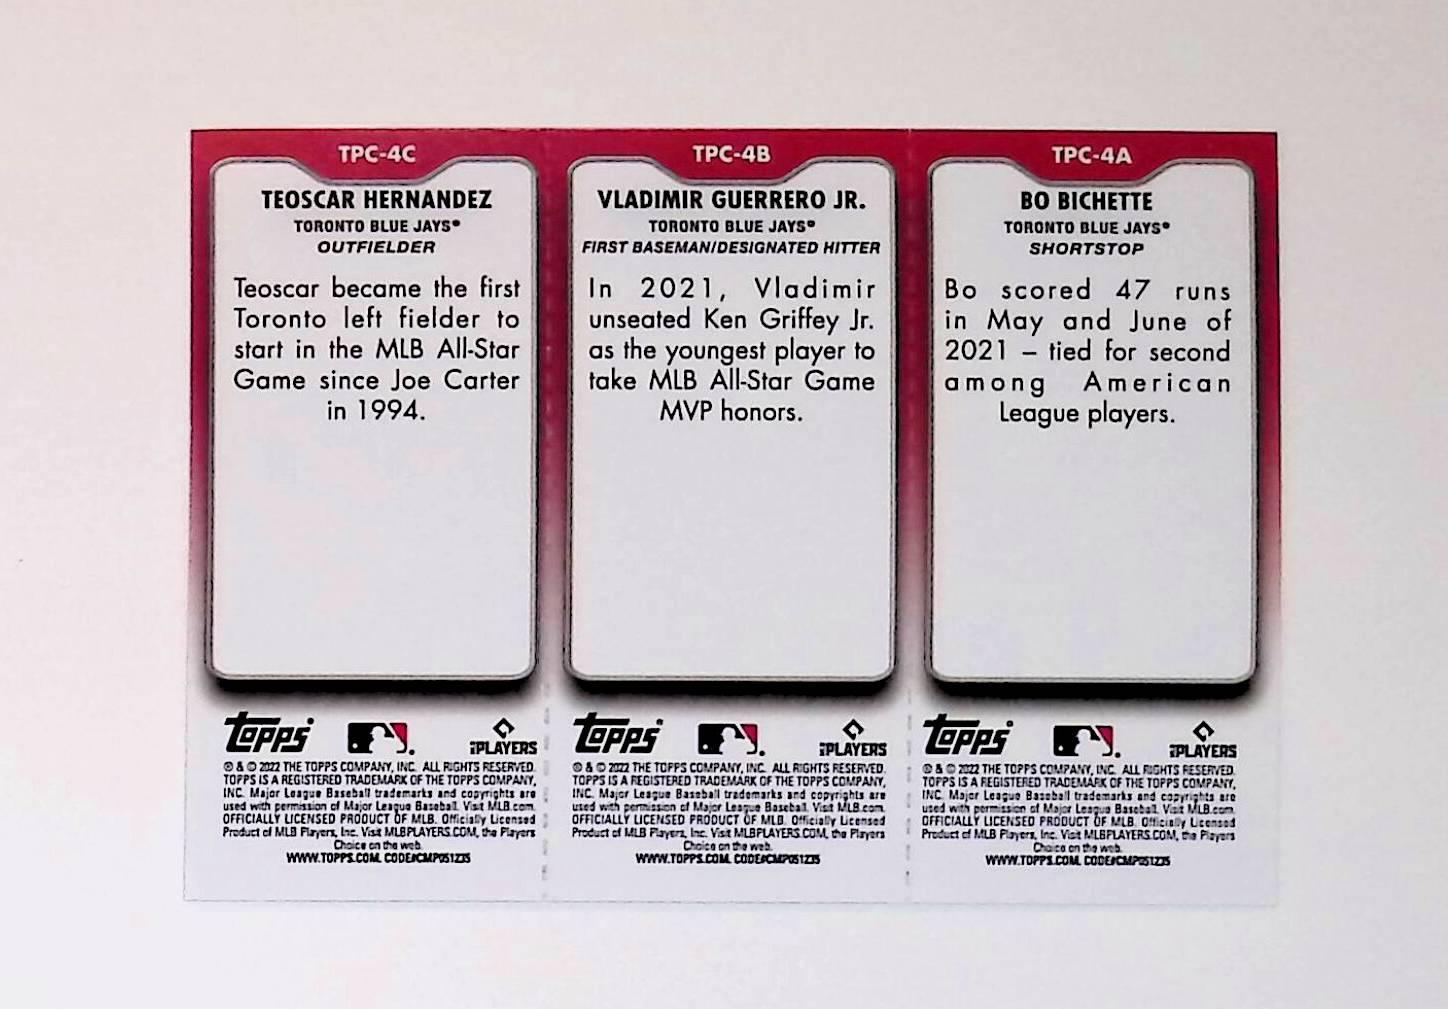 TPC-4C
TEOSCAR HERNANDEZ
TORONTO BLUE JAYS®
OUTFIELDER
Teoscar became the first
Toronto left fielder to
start in the MLB All-Star
Game since Joe Carter
in 1994.
Topps
PLAYERS
® & © 2022 THE TOPPS COMPANY, INC. ALL RIGHTS RESERVED.
TOPPS IS A REGISTERED TRADEMARK OF THE TOPPS COMPANY,
INC. Major League Baseball trademarks and copyrights are
used with permission of Major League Baseball. Visit MLB.com.
OFFICIALLY LICENSED PRODUCT OF MLB. Officially Licensed
Product of MLB Players, Inc. Visit MLBPLAYERS.COM, the Players
Choice on the web.
WWW.TOPPS.COM. CODE#CMP051235
TPC-4B
VLADIMIR GUERRERO JR.
TORONTO BLUE JAYS®
FIRST BASEMAN/DESIGNATED HITTER
In 2021, Vladimir
unseated Ken Griffey Jr.
as the youngest player to
take MLB All-Star Game
MVP honors.
Topps
PLAYERS
® & © 2022 THE TOPPS COMPANY, INC. ALL RIGHTS RESERVED.
TOPPS IS A REGISTERED TRADEMARK OF THE TOPPS COMPANY,
INC. Major League Baseball trademarks and copyrights are
used with permission of Major League Baseball. Visit MLB.com.
OFFICIALLY LICENSED PRODUCT OF MLB. Officially Licensed
Product of MLB Players, Inc. Visit MLBPLAYERS.COM, the Players
Choice on the web.
WWW.TOPPS.COM. CODE#CMP051235
TPC-4A
BO BICHETTE
TORONTO BLUE JAYS®
SHORTSTOP
Bo scored 47 runs
in May and June of
2021 – tied for second
among American
League players.
Topps
PLAYERS
® & © 2022 THE TOPPS COMPANY, INC. ALL RIGHTS RESERVED.
TOPPS IS A REGISTERED TRADEMARK OF THE TOPPS COMPANY,
INC. Major League Baseball trademarks and copyrights are
used with permission of Major League Baseball. Visit MLB.com.
OFFICIALLY LICENSED PRODUCT OF MLB. Officially Licensed
Product of MLB Players, Inc. Visit MLBPLAYERS.COM, the Players
Choice on the web.
WWW.TOPPS.COM. CODE#CMP051235